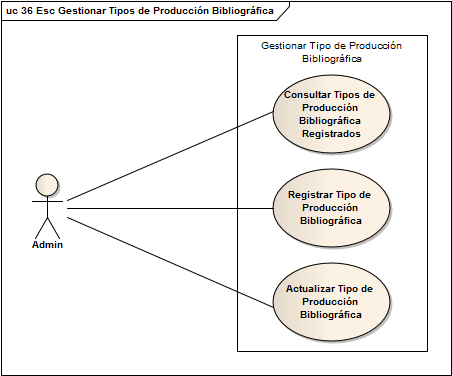 uc 36 Esc Gestionar Tipos de Producción Bibliográfica
Gestionar Tipo de Producción
Bibliográfica
Consultar Tipos de
Producción
Bibliográfica
Registrados
Registrar Tipo de
Producción
Bibliográfica
Admin
Actualizar Tipo de
Producción
Bibliográfica